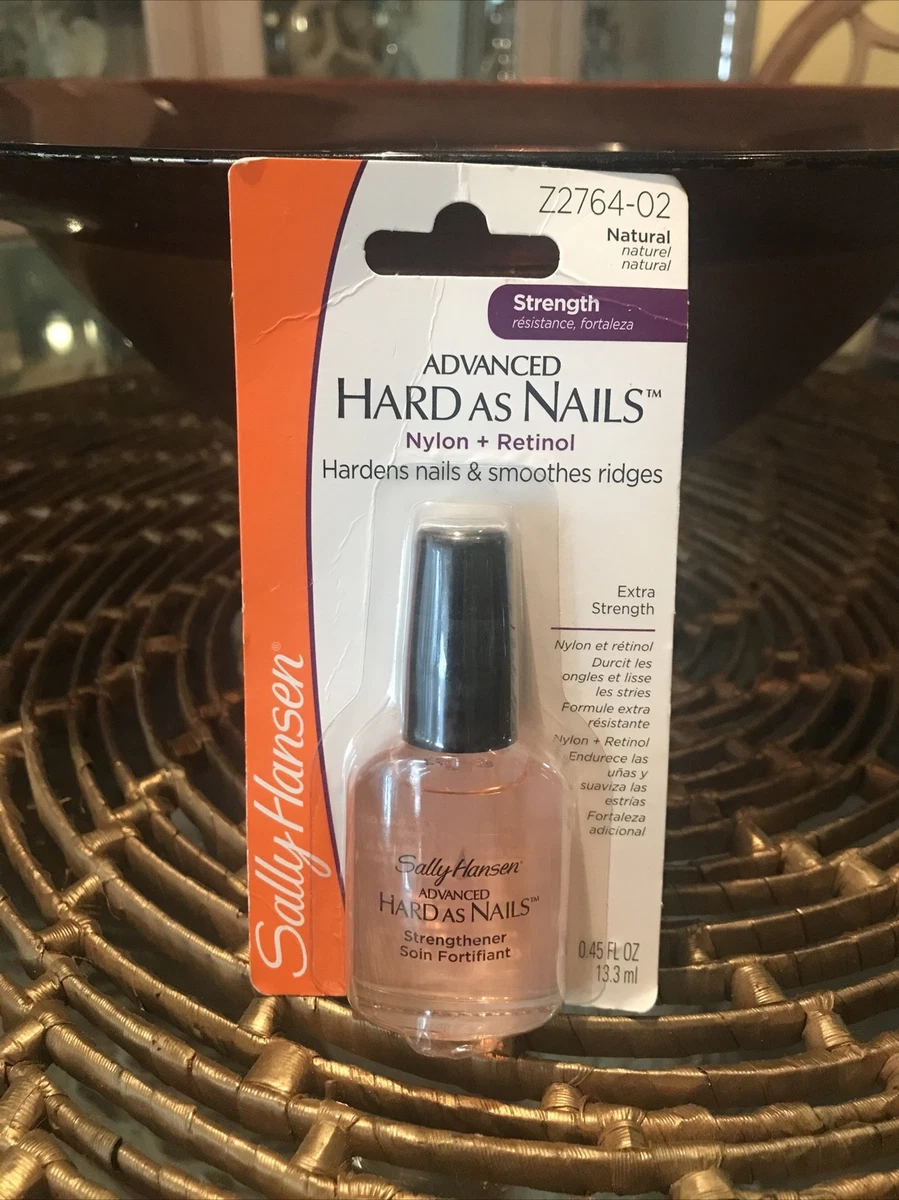 Z2764-02
Natural
naturel
natural
Strength
résistance, fortaleza
ADVANCED
HARD AS NAILS™
Nylon + Retinol
Hardens nails & smoothes ridges
Extra
Strength
Nylon et rétinol
Durcit les
ongles et lisse
les stries
Formule extra
résistante
Nylon + Retinol
Endurece las
uñas y
suaviza las
estrías
Fortaleza
adicional
Sally Hansen®
Sally Hansen®
ADVANCED
HARD AS NAILS™
Strengthener
Soin Fortifiant
0.45 FL OZ
13.3 ml